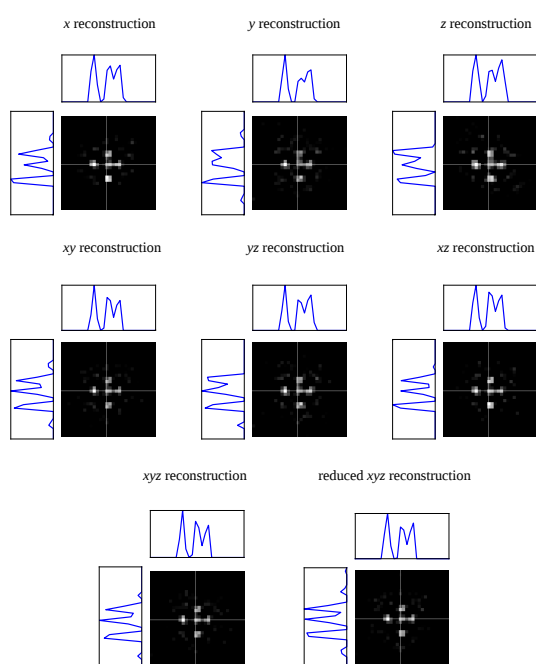 x reconstruction
y reconstruction
z reconstruction
xy reconstruction
yz reconstruction
xz reconstruction
xyz reconstruction
reduced xyz reconstruction